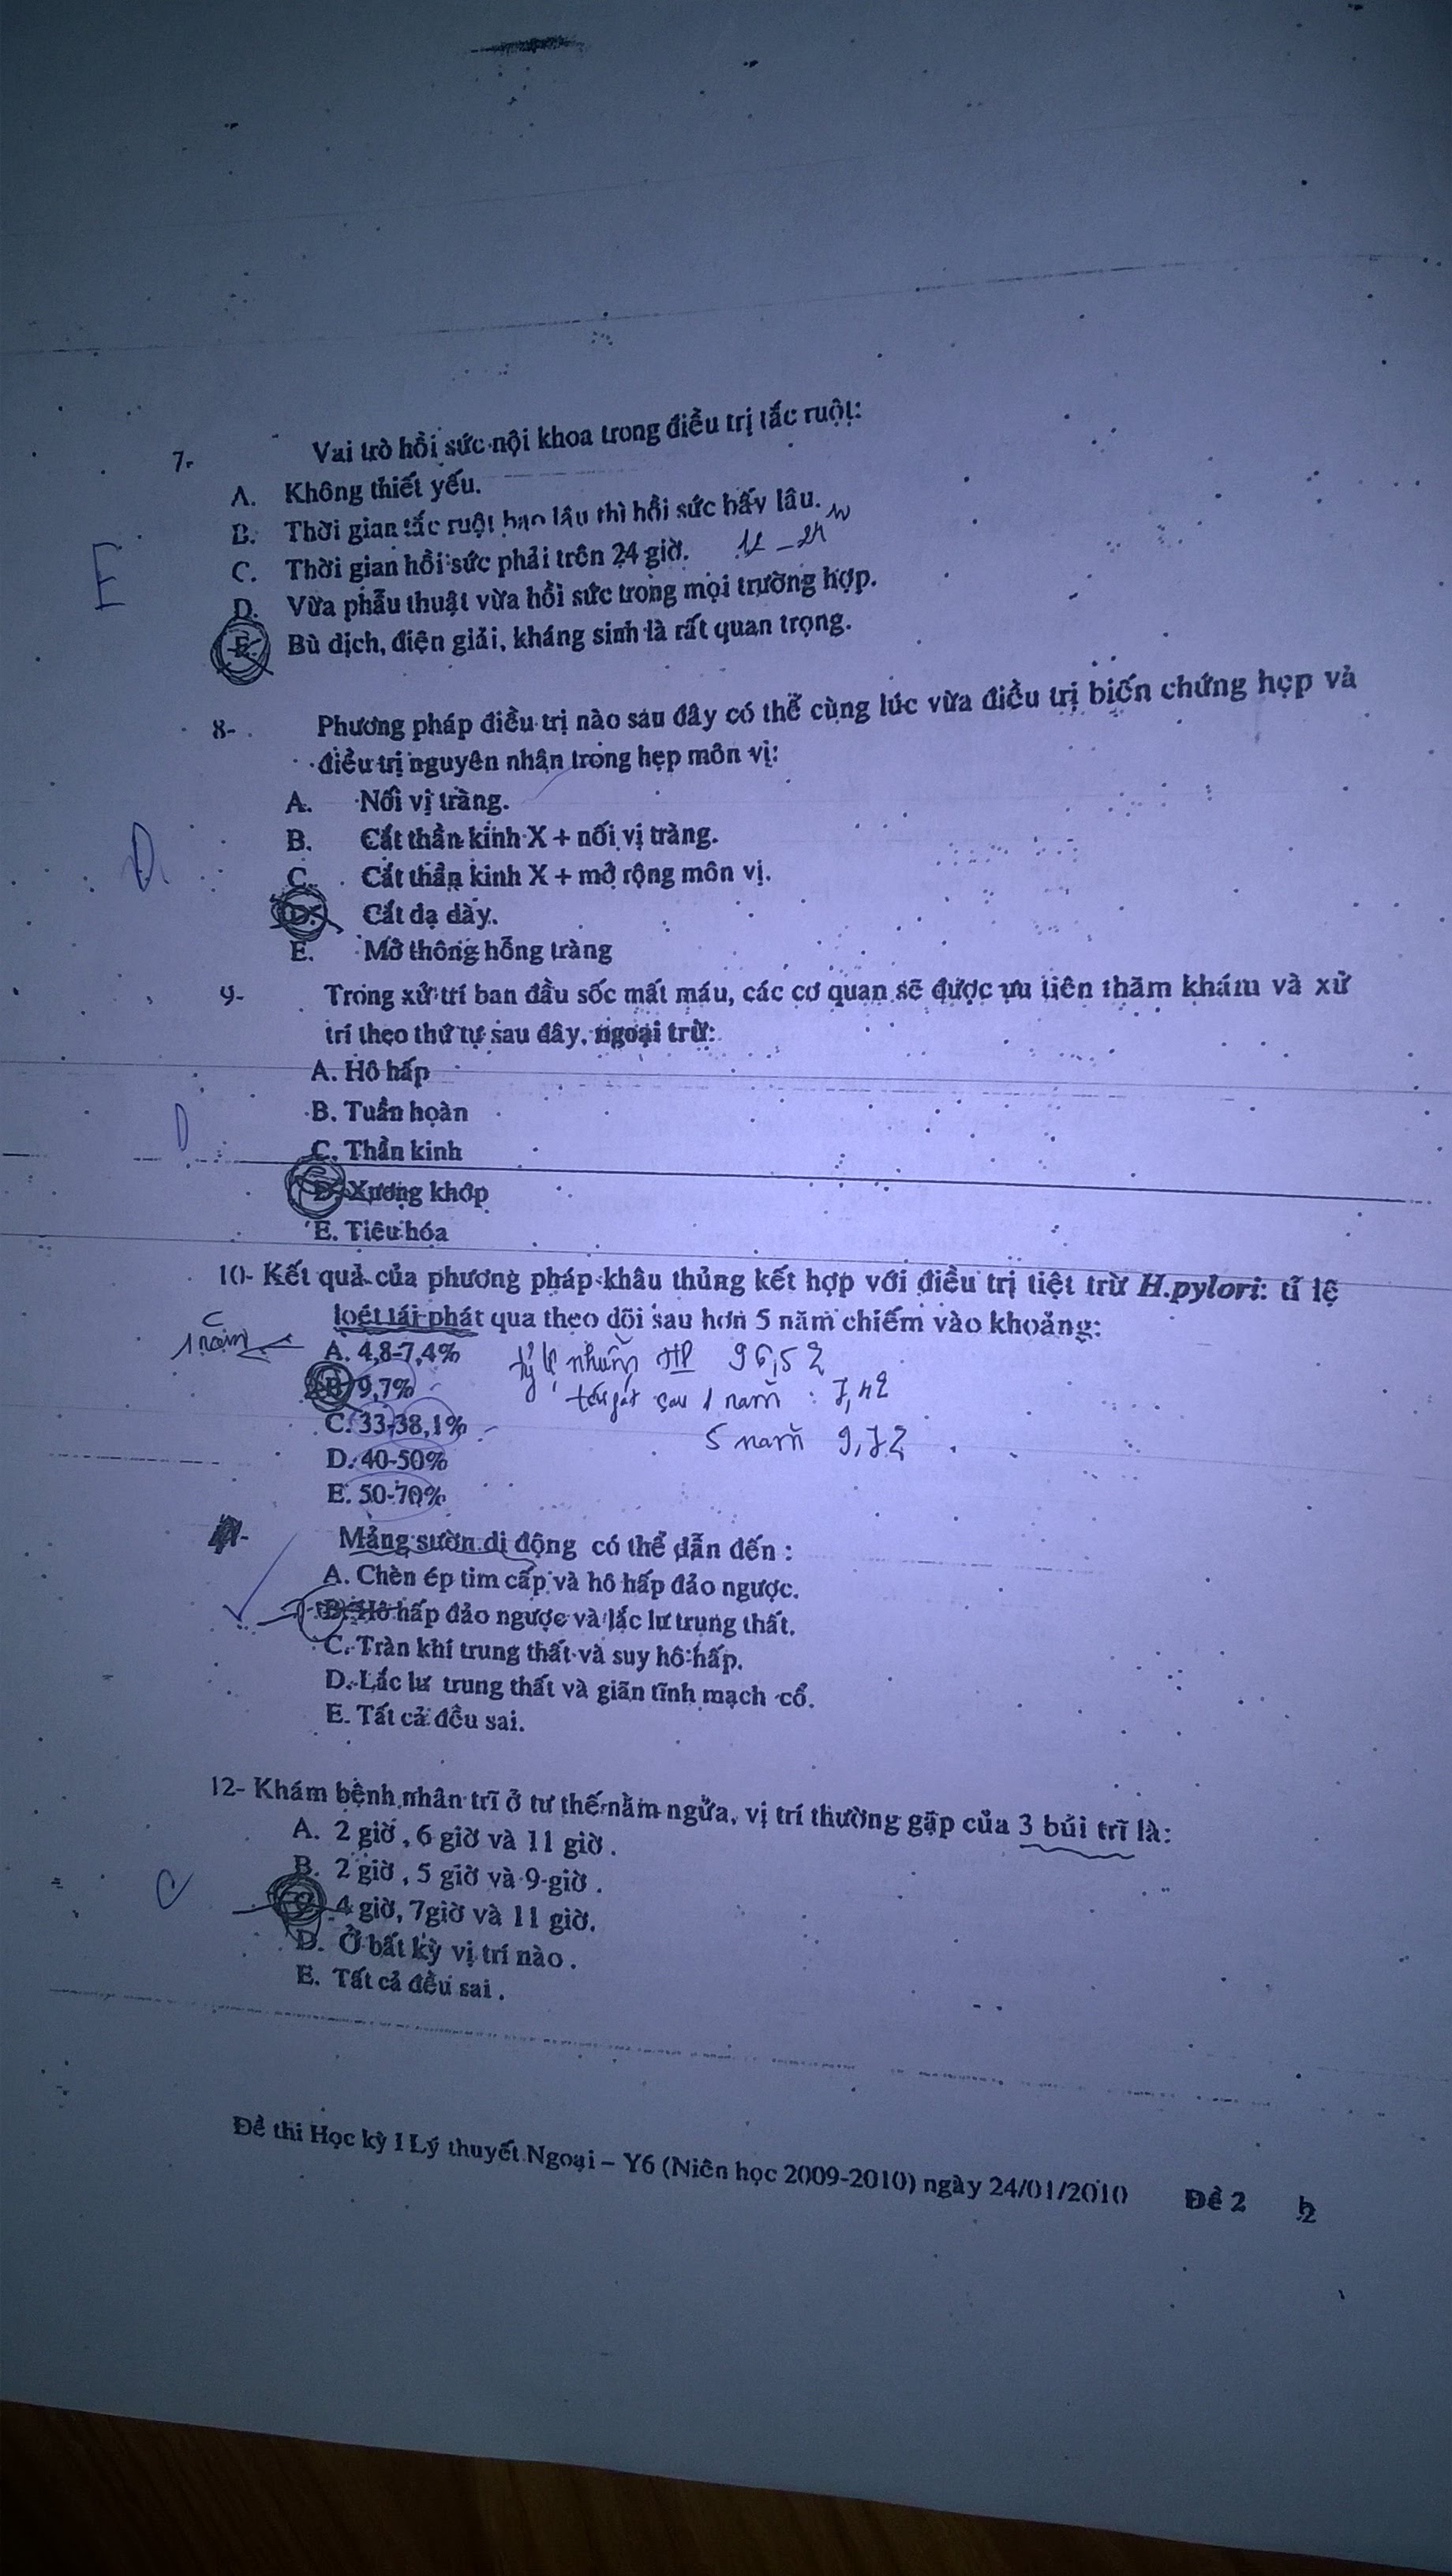 7-
Vai trò hồi sức nội khoa trong điều trị tắc ruột:
A. Không thiết yếu.
B. Thời gian tắc ruột bao lâu thì hồi sức bấy lâu.
C. Thời gian hồi sức phải trên 24 giờ. 12 - 24
D. Vừa phẫu thuật vừa hồi sức trong mọi trường hợp.
E
E. Bù dịch, điện giải, kháng sinh là rất quan trọng.
8- Phương pháp điều trị nào sau đây có thể cùng lúc vừa điều trị biến chứng hẹp và
điều trị nguyên nhân trong hẹp môn vị:
A. Nối vị tràng.
B. Cắt thần kinh X + nối vị tràng.
D
C. Cắt thần kinh X + mở rộng môn vị.
D. Cắt dạ dày.
E. Mở thông hỗng tràng
9- Trong xử trí ban đầu sốc mất máu, các cơ quan sẽ được ưu tiên thăm khám và xử
trí theo thứ tự sau đây, ngoại trừ:
A. Hô hấp
B. Tuần hoàn
D
C. Thần kinh
D. Xương khớp
E. Tiêu hóa
10- Kết quả của phương pháp khâu thủng kết hợp với điều trị tiệt trừ H.pylori: tỉ lệ
loét tái phát qua theo dõi sau hơn 5 năm chiếm vào khoảng:
C
1 năm
A. 4,8-7,4% tỷ lệ nhiễm HP 96,5%
B. 9,7% tái phát sau 1 năm : 7,4%
C. 33-38,1% 5 năm 9,7%
D. 40-50%
E. 50-70%
Mảng sườn di động có thể dẫn đến :
A. Chèn ép tim cấp và hô hấp đảo ngược.
B. Hô hấp đảo ngược và lắc lư trung thất.
C. Tràn khí trung thất và suy hô hấp.
D. Lắc lư trung thất và giãn tĩnh mạch cổ.
E. Tất cả đều sai.
12- Khám bệnh nhân trĩ ở tư thế nằm ngửa, vị trí thường gặp của 3 búi trĩ là:
A. 2 giờ , 6 giờ và 11 giờ .
B. 2 giờ , 5 giờ và 9 giờ .
C
C. 4 giờ, 7giờ và 11 giờ.
D. Ở bất kỳ vị trí nào .
E. Tất cả đều sai .
Đề thi Học kỳ I Lý thuyết Ngoại – Y6 (Niên học 2009-2010) ngày 24/01/2010 Đề 2